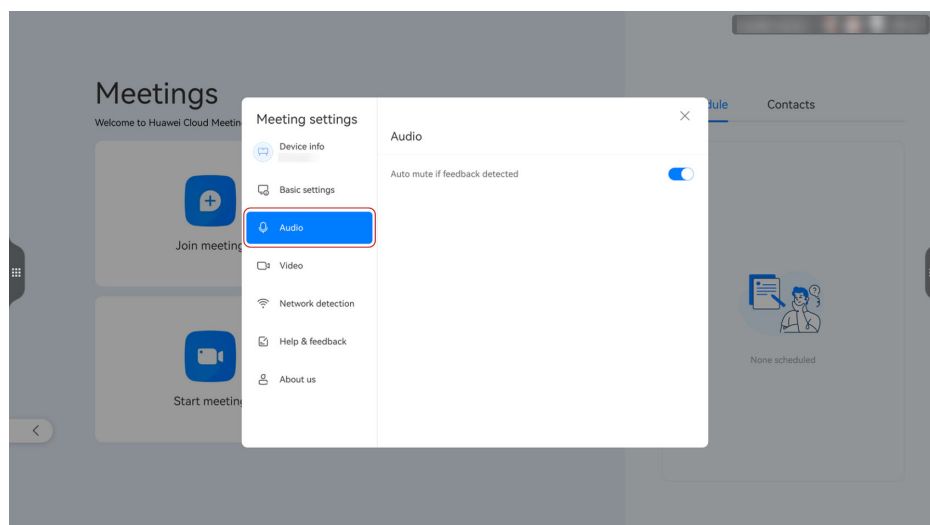 Meetings
Welcome to Huawei Cloud Meetin
Join meeting
Start meeting
Meeting settings
Device info
Basic settings
Audio
Video
Network detection
Help & feedback
About us
Audio
Auto mute if feedback detected
dule
Contacts
None scheduled